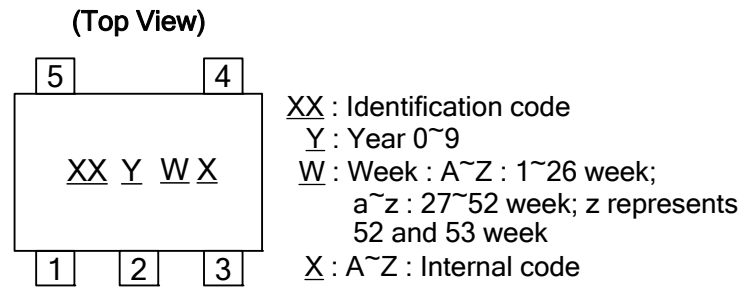 (Top View)
5 4
XX Y W X
1 2 3
XX : Identification code
Y : Year 0~9
W : Week : A~Z : 1~26 week;
a~z : 27~52 week; z represents
52 and 53 week
X : A~Z : Internal code